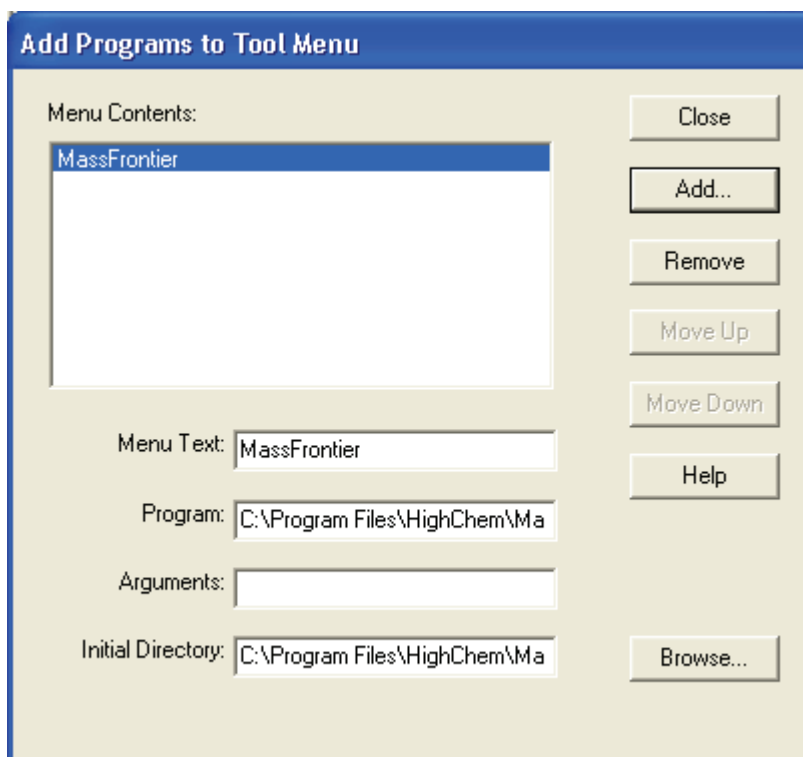 Add Programs to Tool Menu
Menu Contents:
MassFrontier
Close
Add...
Remove
Move Up
Move Down
Help
Menu Text: MassFrontier
Program: C:\Program Files\HighChem\Ma
Arguments:
Initial Directory: C:\Program Files\HighChem\Ma
Browse...